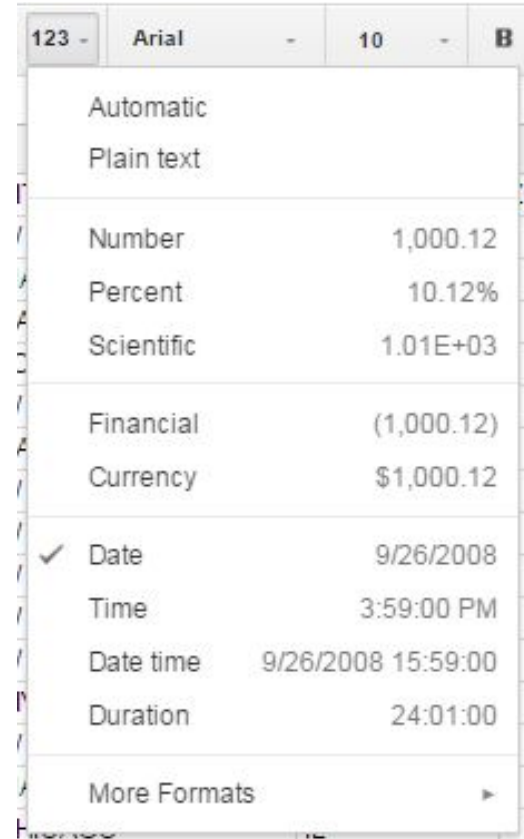 123 Arial 10 B
Automatic
Plain text
Number 1,000.12
Percent 10.12%
Scientific 1.01E+03
Financial (1,000.12)
Currency $1,000.12
Date 9/26/2008
Time 3:59:00 PM
Date time 9/26/2008 15:59:00
Duration 24:01:00
More Formats